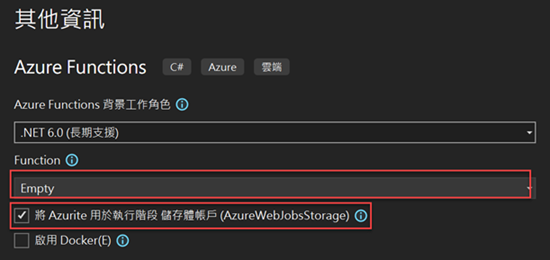 其他資訊
Azure Functions C# Azure 雲端
Azure Functions 背景工作角色
.NET 6.0 (長期支援)
Function
Empty
將 Azurite 用於執行階段 儲存體帳戶 (AzureWebJobsStorage)
啟用 Docker(E)